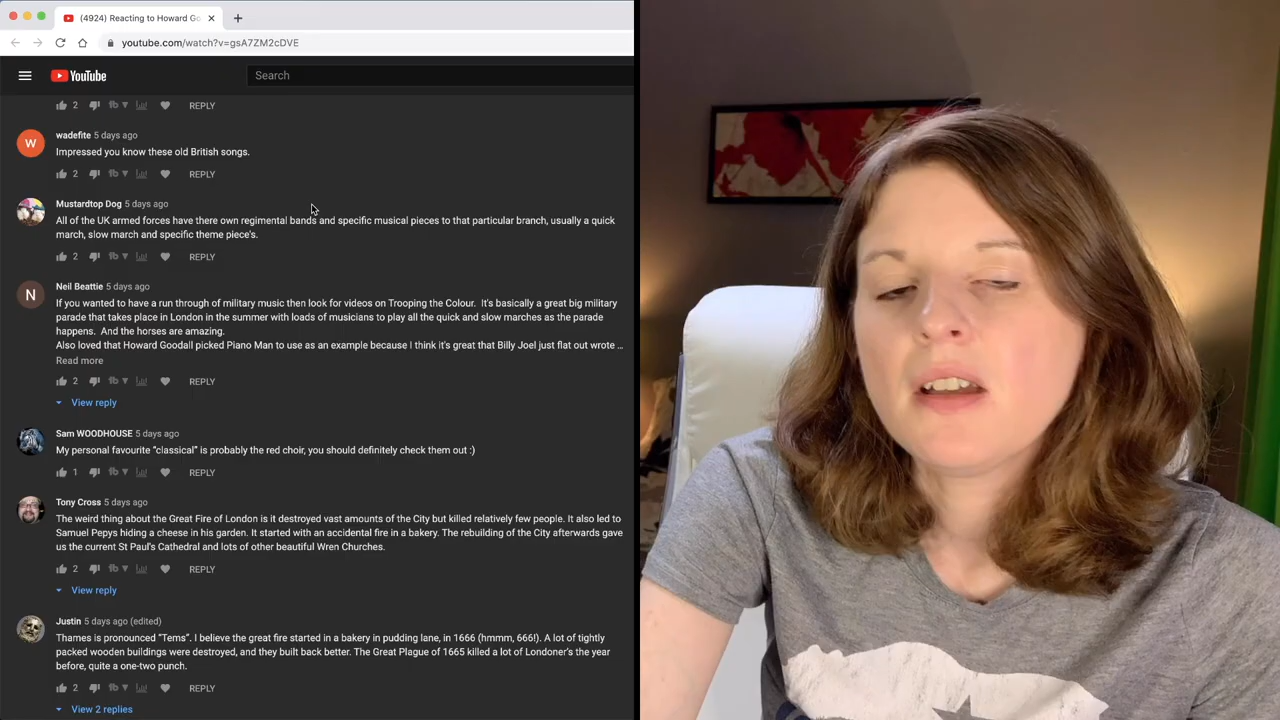 (4924) Reacting to Howard Go
youtube.com/watch?v=gsA7ZM2cDVE
YouTube
Search
2 REPLY
W
wadefite 5 days ago
Impressed you know these old British songs.
2 REPLY
Mustardtop Dog 5 days ago
All of the UK armed forces have there own regimental bands and specific musical pieces to that particular branch, usually a quick
march, slow march and specific theme piece's.
2 REPLY
N
Neil Beattie 5 days ago
If you wanted to have a run through of military music then look for videos on Trooping the Colour. It's basically a great big military
parade that takes place in London in the summer with loads of musicians to play all the quick and slow marches as the parade
happens. And the horses are amazing.
Also loved that Howard Goodall picked Piano Man to use as an example because I think it's great that Billy Joel just flat out wrote ...
Read more
2 REPLY
View reply
Sam WOODHOUSE 5 days ago
My personal favourite “classical” is probably the red choir, you should definitely check them out :)
1 REPLY
Tony Cross 5 days ago
The weird thing about the Great Fire of London is it destroyed vast amounts of the City but killed relatively few people. It also led to
Samuel Pepys hiding a cheese in his garden. It started with an accidental fire in a bakery. The rebuilding of the City afterwards gave
us the current St Paul's Cathedral and lots of other beautiful Wren Churches.
2 REPLY
View reply
Justin 5 days ago (edited)
Thames is pronounced “Tems”. I believe the great fire started in a bakery in pudding lane, in 1666 (hmmm, 666!). A lot of tightly
packed wooden buildings were destroyed, and they built back better. The Great Plague of 1665 killed a lot of Londoner's the year
before, quite a one-two punch.
2 REPLY
View 2 replies